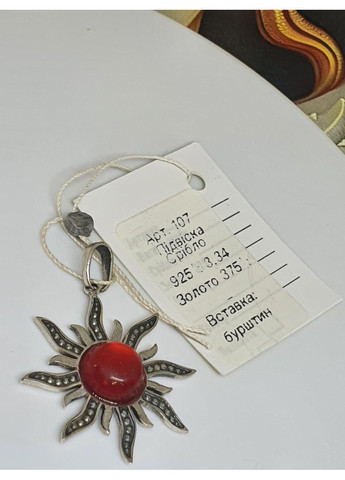 Арт. 107
Підвіска
Срібло
925 3,34
Золото 375
Вставка:
бурштин